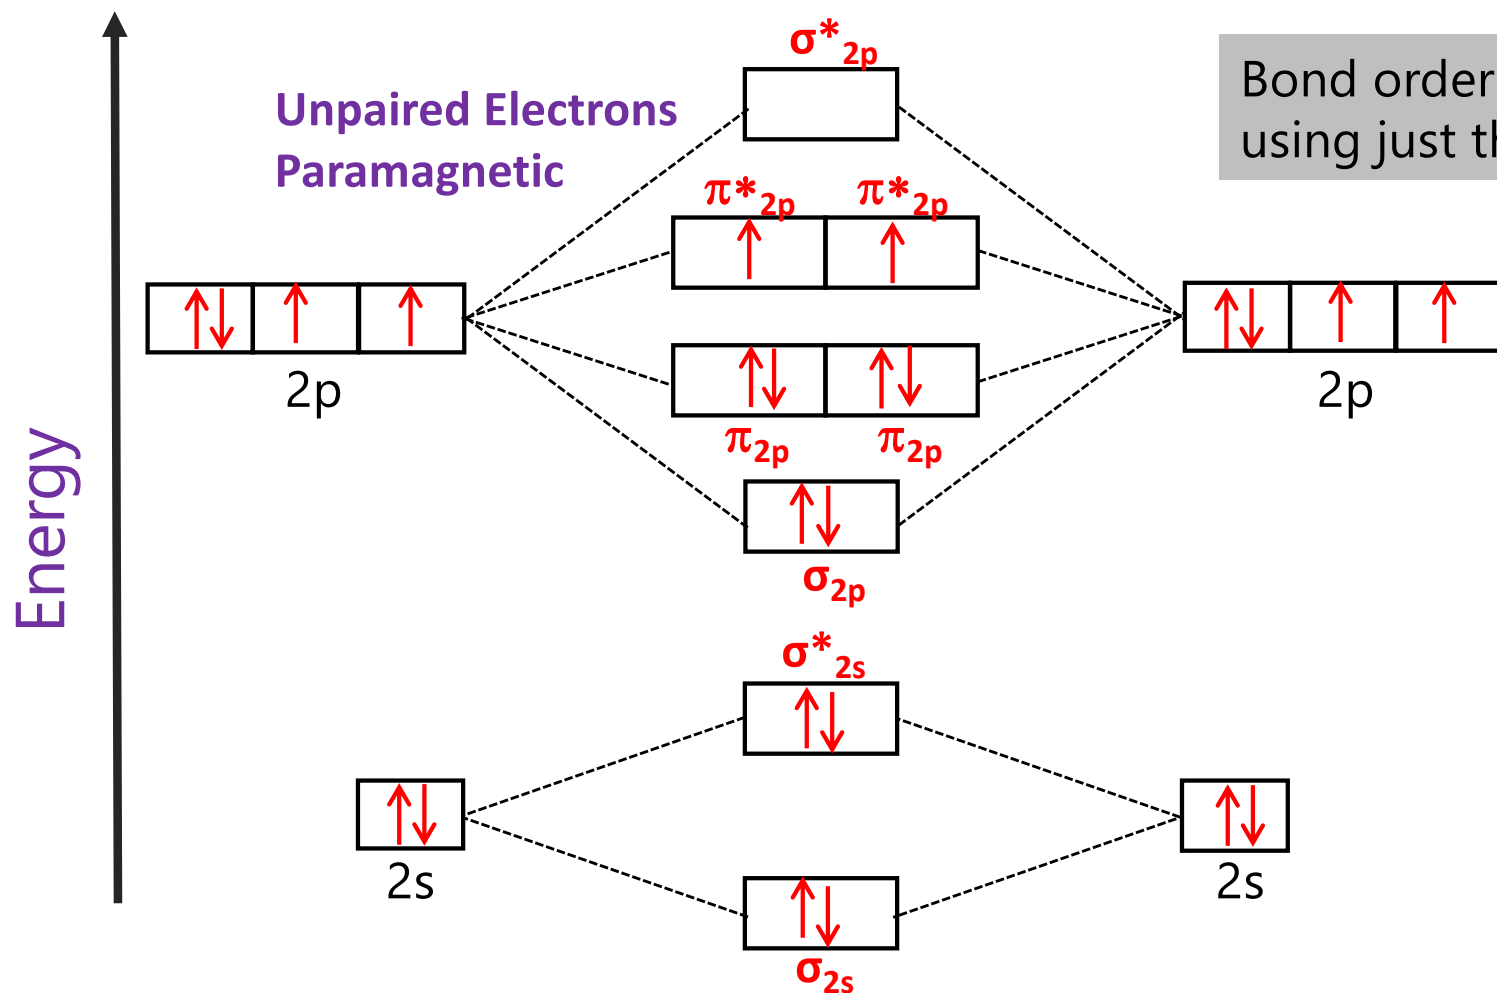 σ*2p
Unpaired Electrons
Paramagnetic
Bond order
using just th
π*2p π*2p
2p
2p
π2p π2p
σ2p
Energy
σ*2s
2s
2s
σ2s